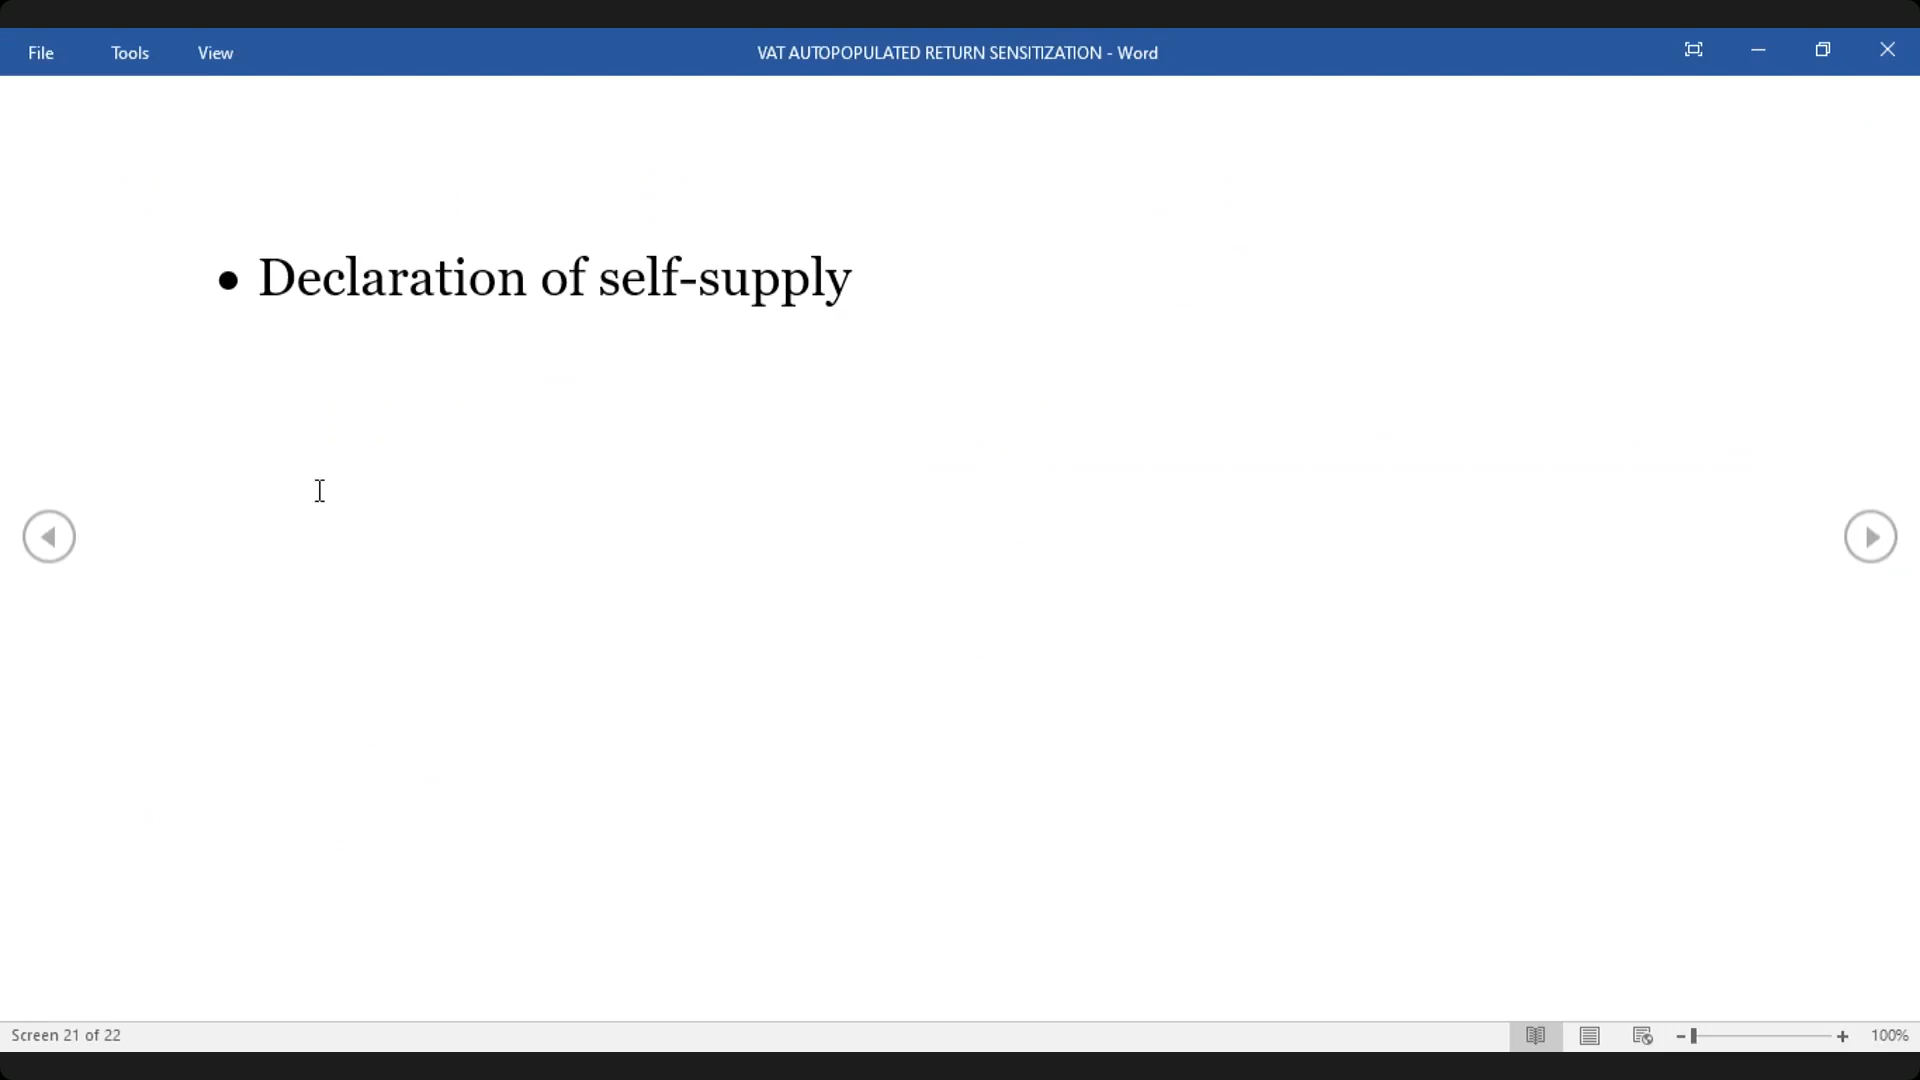 File Tools View VAT AUTOPOPULATED RETURN SENSITIZATION - Word
• Declaration of self-supply
Screen 21 of 22 100%